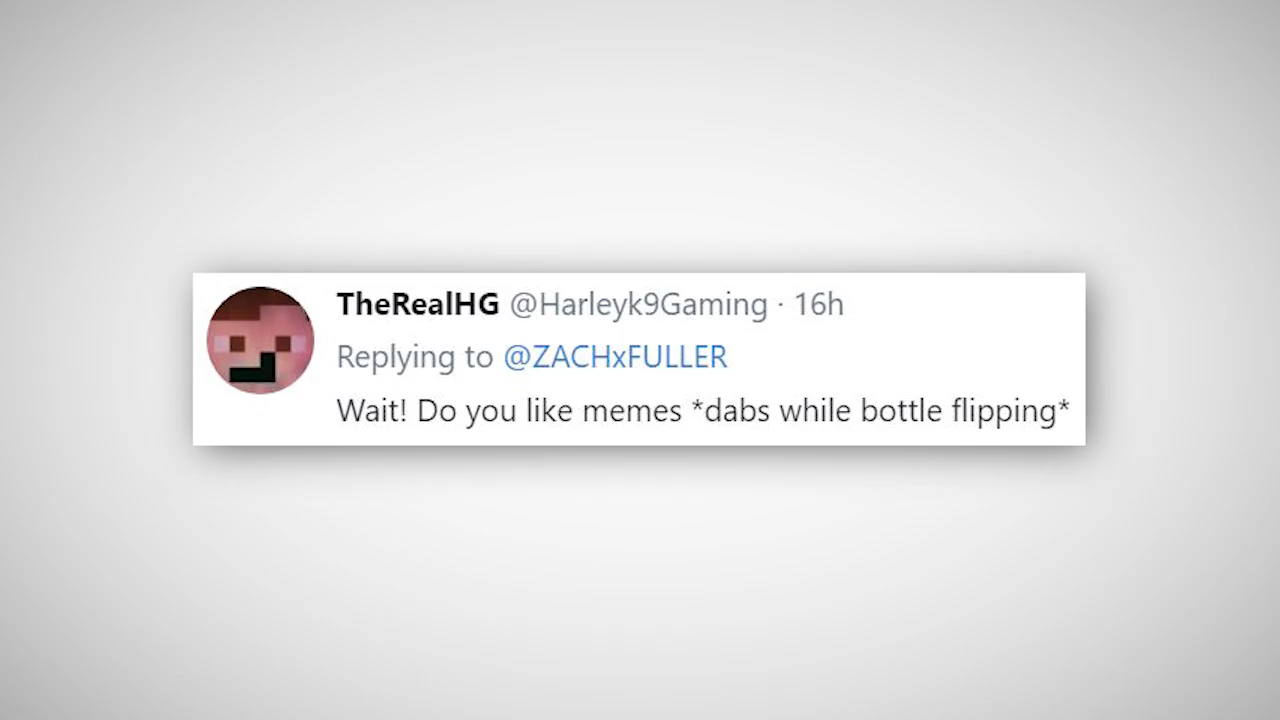 TheRealHG @Harleyk9Gaming · 16h
Replying to @ZACHxFULLER
Wait! Do you like memes *dabs while bottle flipping*